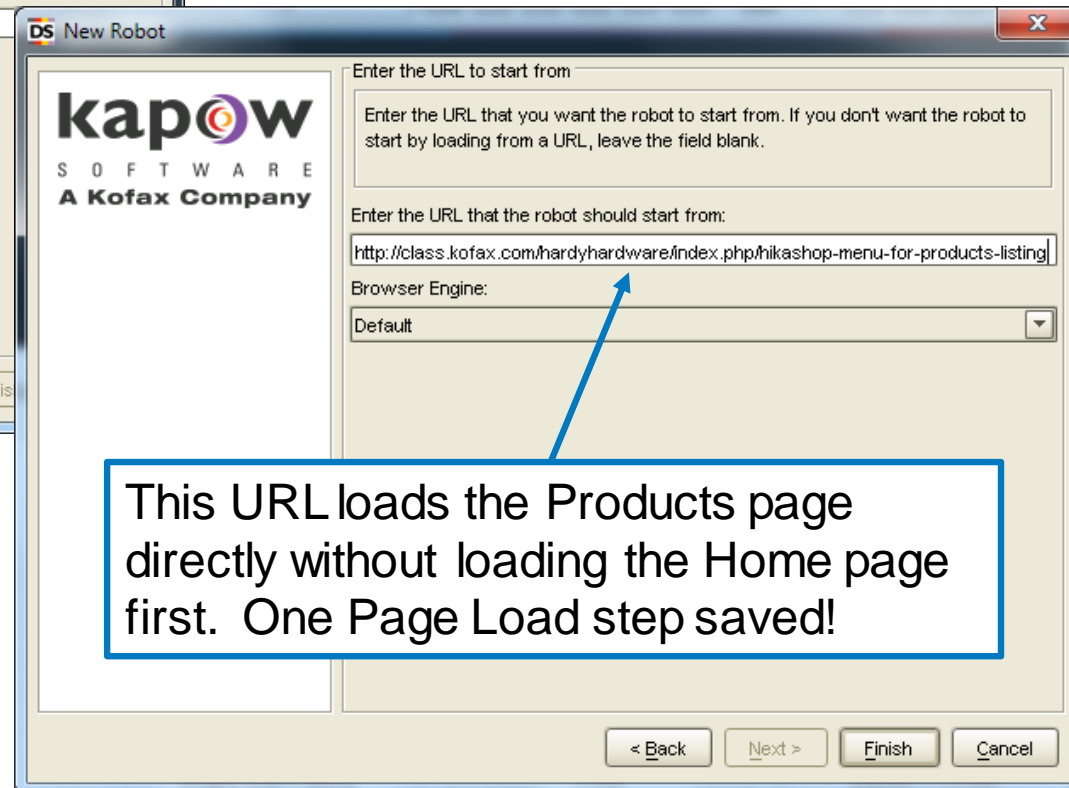 DS New Robot
x
kapow
SOFTWARE
A Kofax Company
Enter the URL to start from
Enter the URL that you want the robot to start from. If you don't want the robot to
start by loading from a URL, leave the field blank.
Enter the URL that the robot should start from:
http://class.kofax.com/hardyhardware/index.php/hikashop-menu-for-products-listing
Browser Engine:
Default
This URL loads the Products page
directly without loading the Home page
first. One Page Load step saved!
< Back Next > Finish Cancel